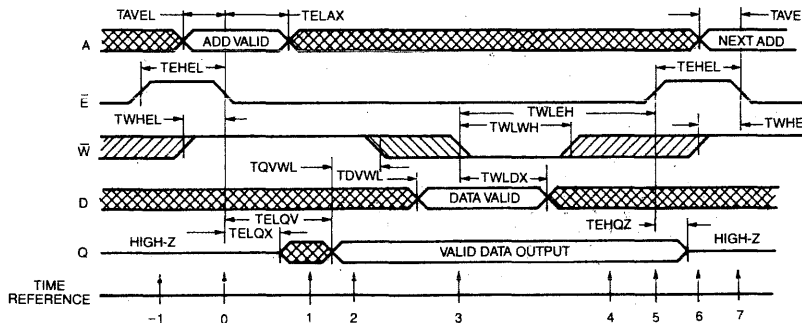 TAVEL TELAX TAVE
A ADD VALID NEXT ADD
TEHEL TEHEL
E
TWHEL TWLEH TWLWH TWHE
W
TQVWL TDVWL TWLDX
D DATA VALID
TELQV TEHQZ
TELQX
HIGH-Z HIGH-Z
Q VALID DATA OUTPUT
TIME
REFERENCE
-1 0 1 2 3 4 5 6 7